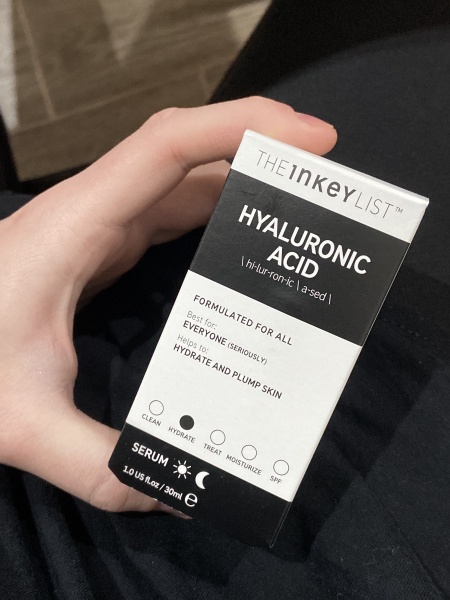 THE INKEY LIST™
HYALURONIC
ACID
\ hi-lur-ron-ic \ a-sed \
FORMULATED FOR ALL
Best for:
EVERYONE (SERIOUSLY)
Helps to:
HYDRATE AND PLUMP SKIN
CLEAN HYDRATE TREAT MOISTURIZE SPF
SERUM
1.0 US fl.oz / 30ml ℮